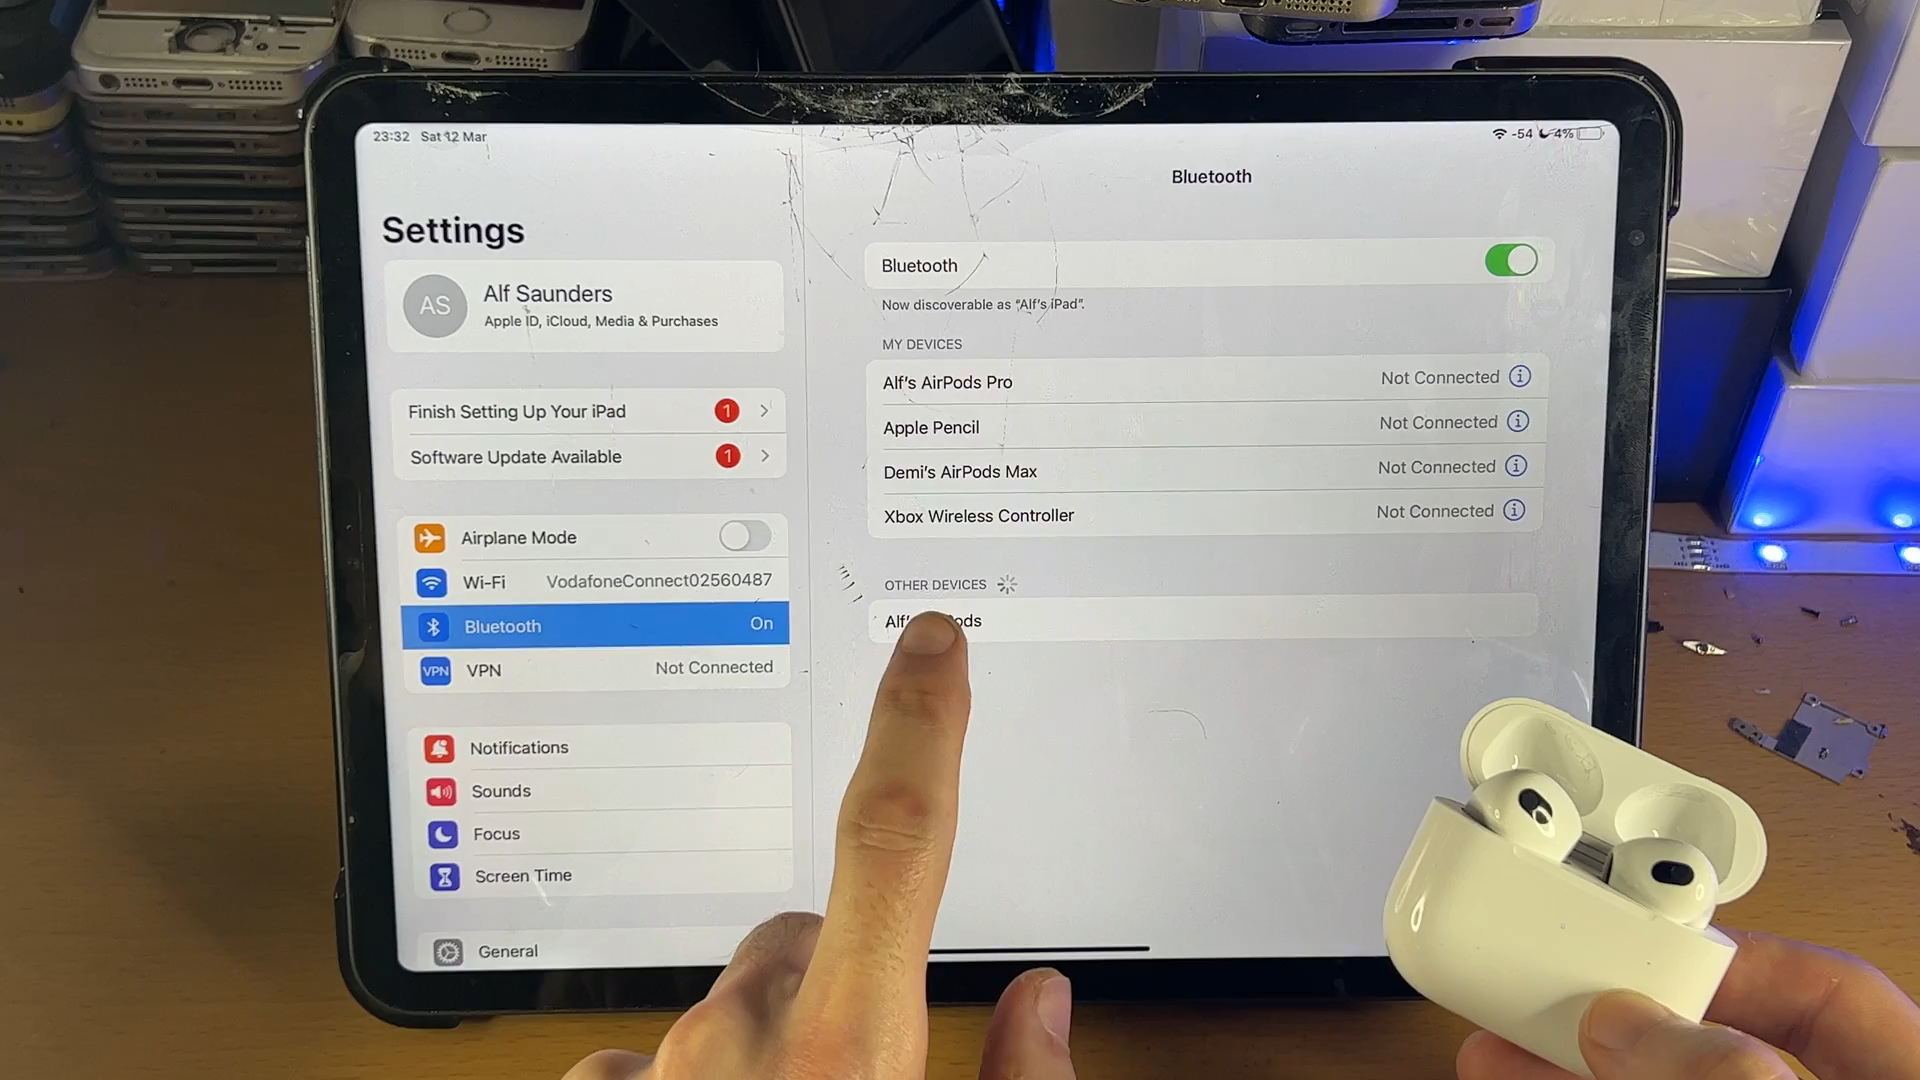 23:32 Sat 12 Mar
-54 4%
Settings
AS
Alf Saunders
Apple ID, iCloud, Media & Purchases
Finish Setting Up Your iPad 1
Software Update Available 1
Airplane Mode
Wi-Fi VodafoneConnect02560487
Bluetooth On
VPN VPN Not Connected
Notifications
Sounds
Focus
Screen Time
General
Bluetooth
Bluetooth
Now discoverable as “Alf’s iPad”.
MY DEVICES
Alf’s AirPods Pro Not Connected
Apple Pencil Not Connected
Demi’s AirPods Max Not Connected
Xbox Wireless Controller Not Connected
OTHER DEVICES